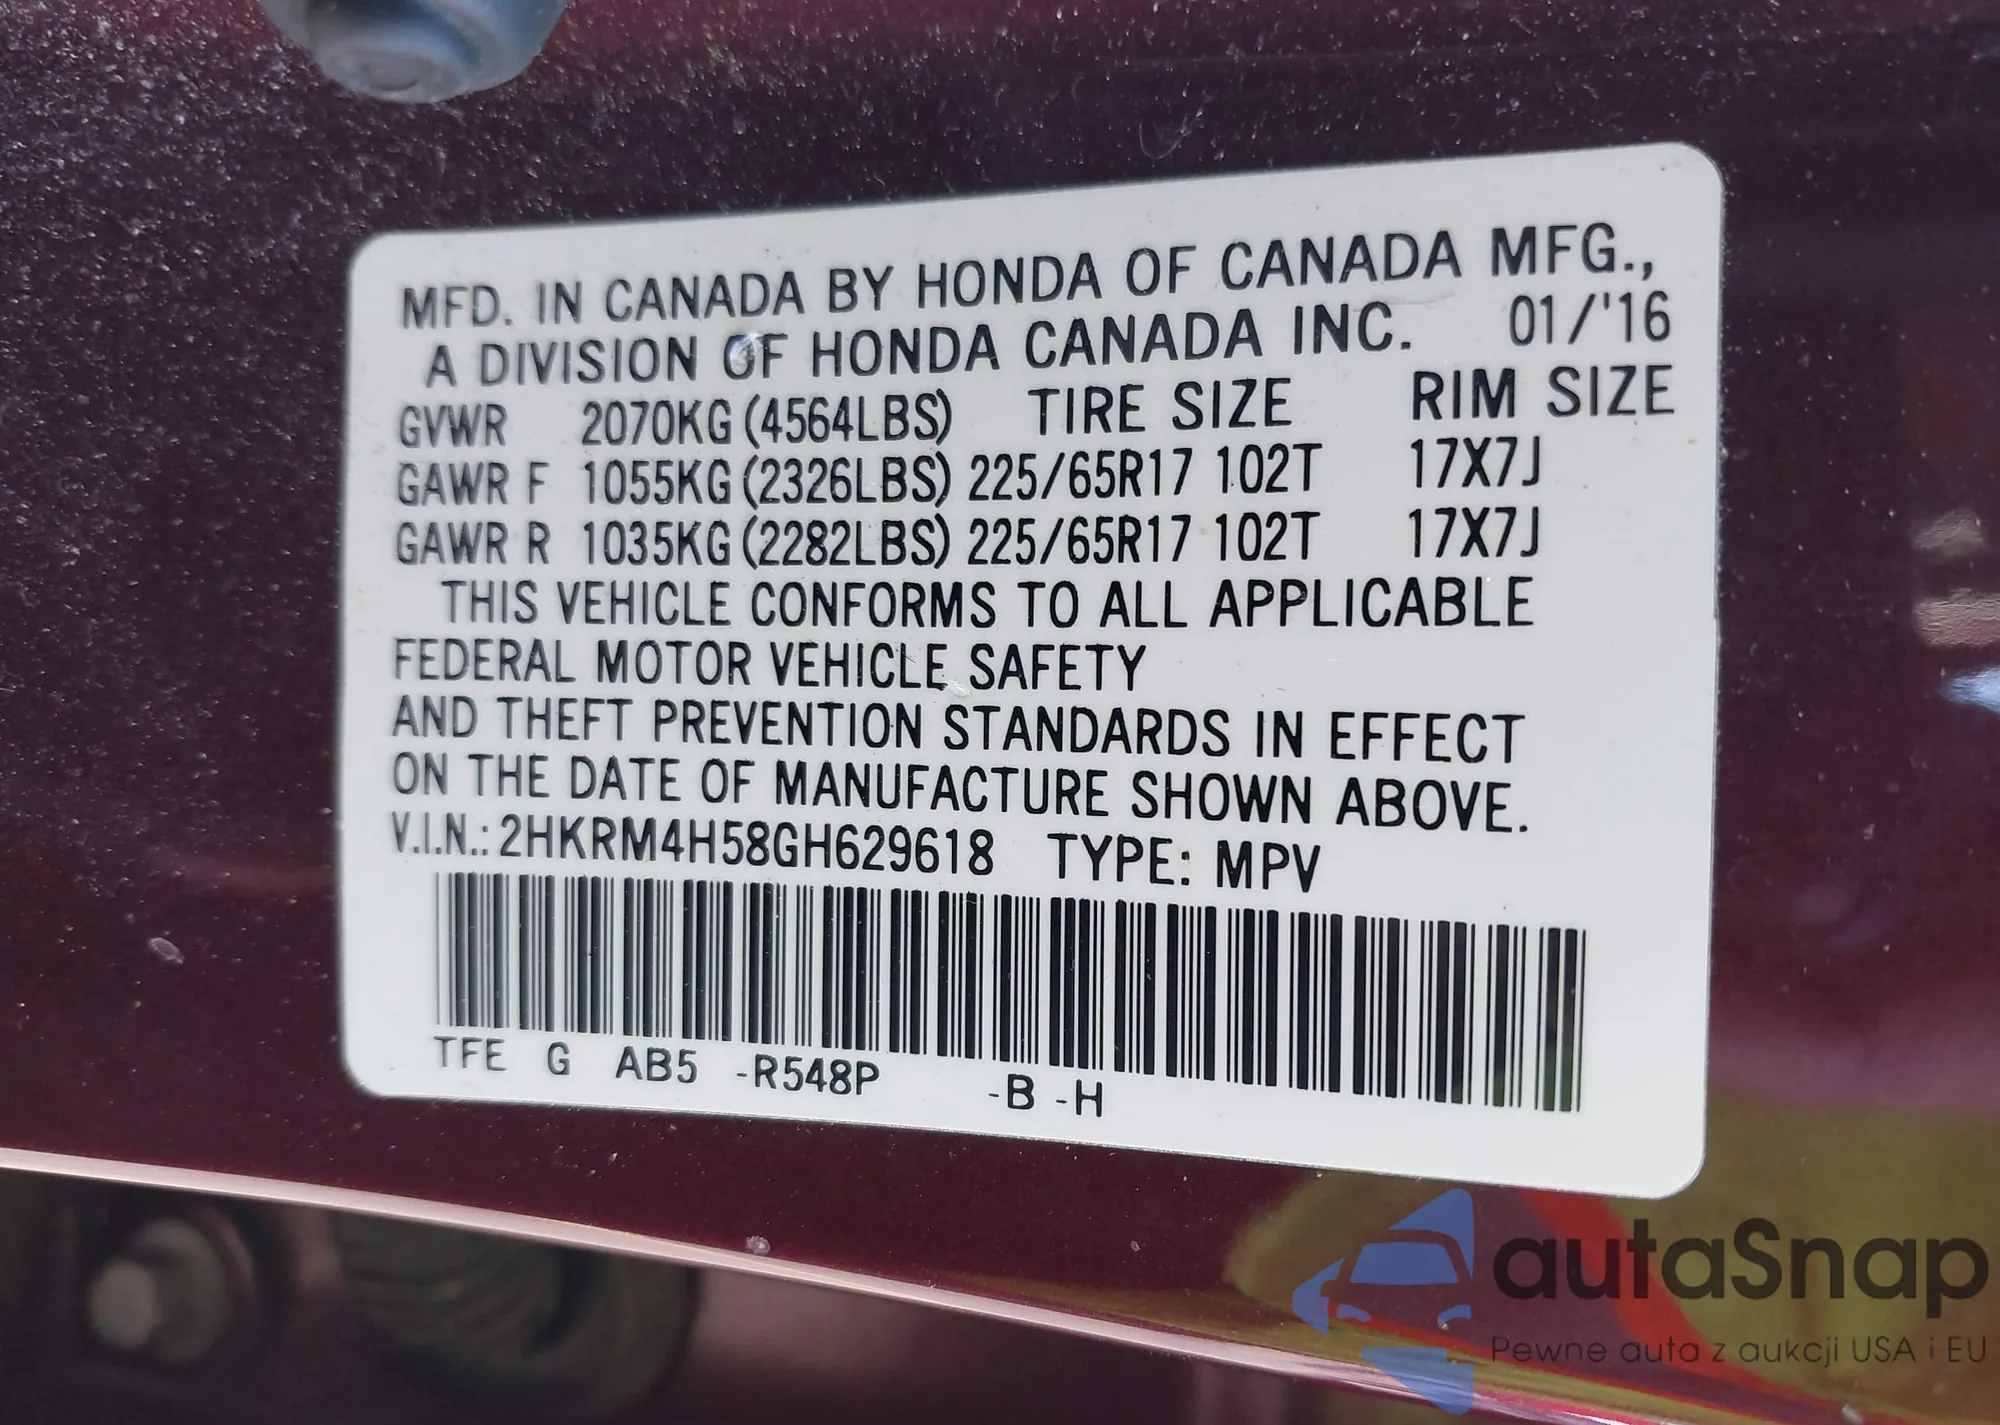 MFD. IN CANADA BY HONDA OF CANADA MFG.,
A DIVISION OF HONDA CANADA INC. 01/'16
GVWR 2070KG (4564LBS) TIRE SIZE RIM SIZE
GAWR F 1055KG (2326LBS) 225/65R17 102T 17X7J
GAWR R 1035KG (2282LBS) 225/65R17 102T 17X7J
THIS VEHICLE CONFORMS TO ALL APPLICABLE
FEDERAL MOTOR VEHICLE SAFETY
AND THEFT PREVENTION STANDARDS IN EFFECT
ON THE DATE OF MANUFACTURE SHOWN ABOVE.
V.I.N.: 2HKRM4H58GH629618 TYPE: MPV
TFE G AB5 -R548P -B -H
autaSnap
Pewne auta z aukcji USA i EU